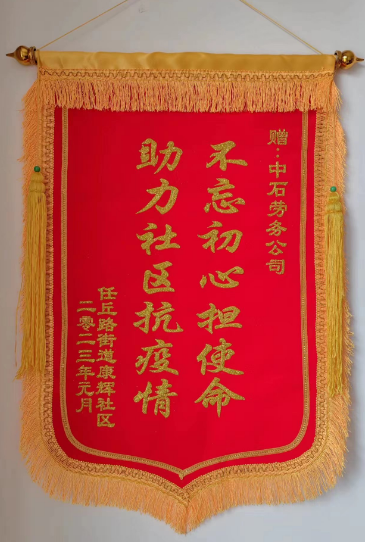 赠：中石劳务公司
不忘初心担使命
助力社区抗疫情
任丘路街道康辉社区
二零二三年元月